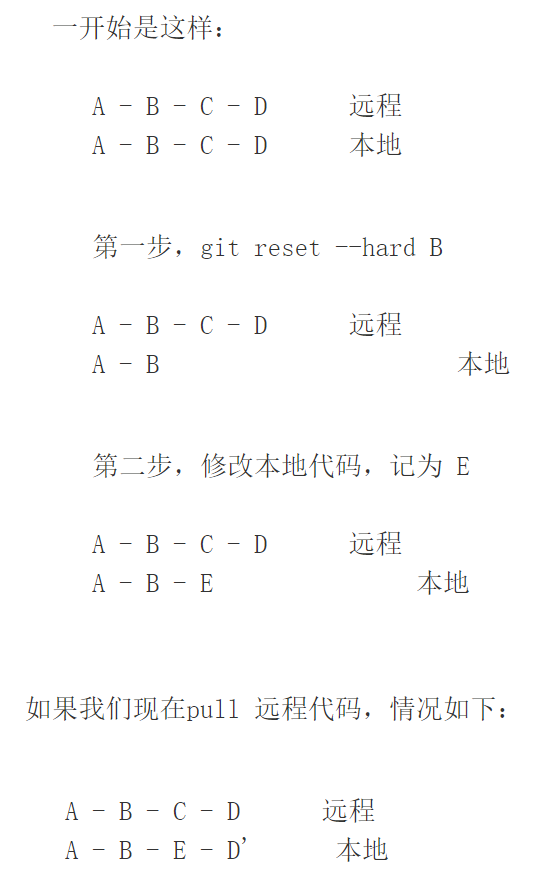 一开始是这样:
A - B - C - D 远程
A - B - C - D 本地
第一步，git reset --hard B
A - B - C - D 远程
A - B 本地
第二步，修改本地代码，记为 E
A - B - C - D 远程
A - B - E 本地
如果我们现在pull 远程代码，情况如下:
A - B - C - D 远程
A - B - E - D’ 本地